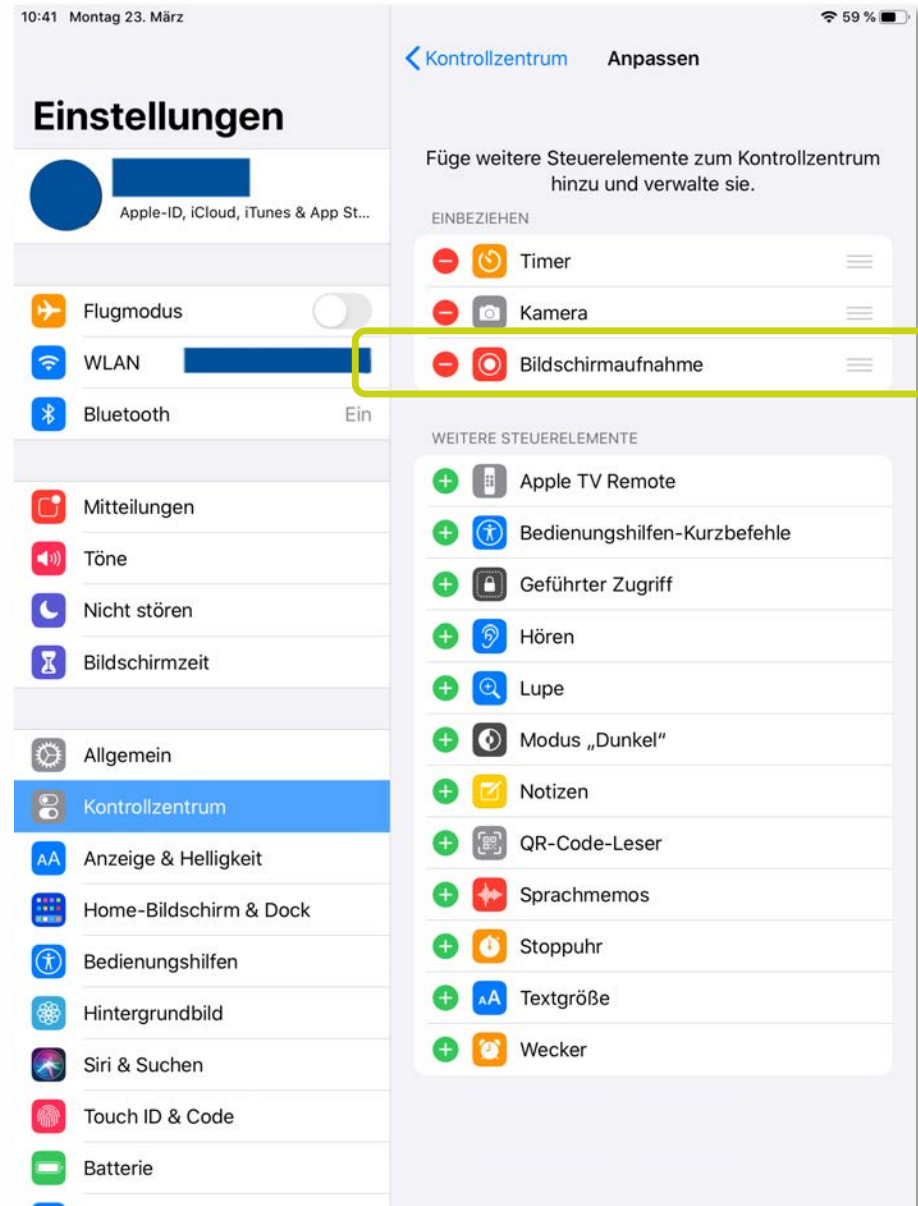 10:41 Montag 23. März
59 %
Einstellungen
Apple-ID, iCloud, iTunes & App St...
Flugmodus
WLAN
Bluetooth Ein
Mitteilungen
Töne
Nicht stören
Bildschirmzeit
Allgemein
Kontrollzentrum
AA Anzeige & Helligkeit
Home-Bildschirm & Dock
Bedienungshilfen
Hintergrundbild
Siri & Suchen
Touch ID & Code
Batterie
Kontrollzentrum Anpassen
Füge weitere Steuerelemente zum Kontrollzentrum
hinzu und verwalte sie.
EINBEZIEHEN
Timer
Kamera
Bildschirmaufnahme
WEITERE STEUERELEMENTE
Apple TV Remote
Bedienungshilfen-Kurzbefehle
Geführter Zugriff
Hören
Lupe
Modus „Dunkel“
Notizen
QR-Code-Leser
Sprachmemos
Stoppuhr
AA Textgröße
Wecker